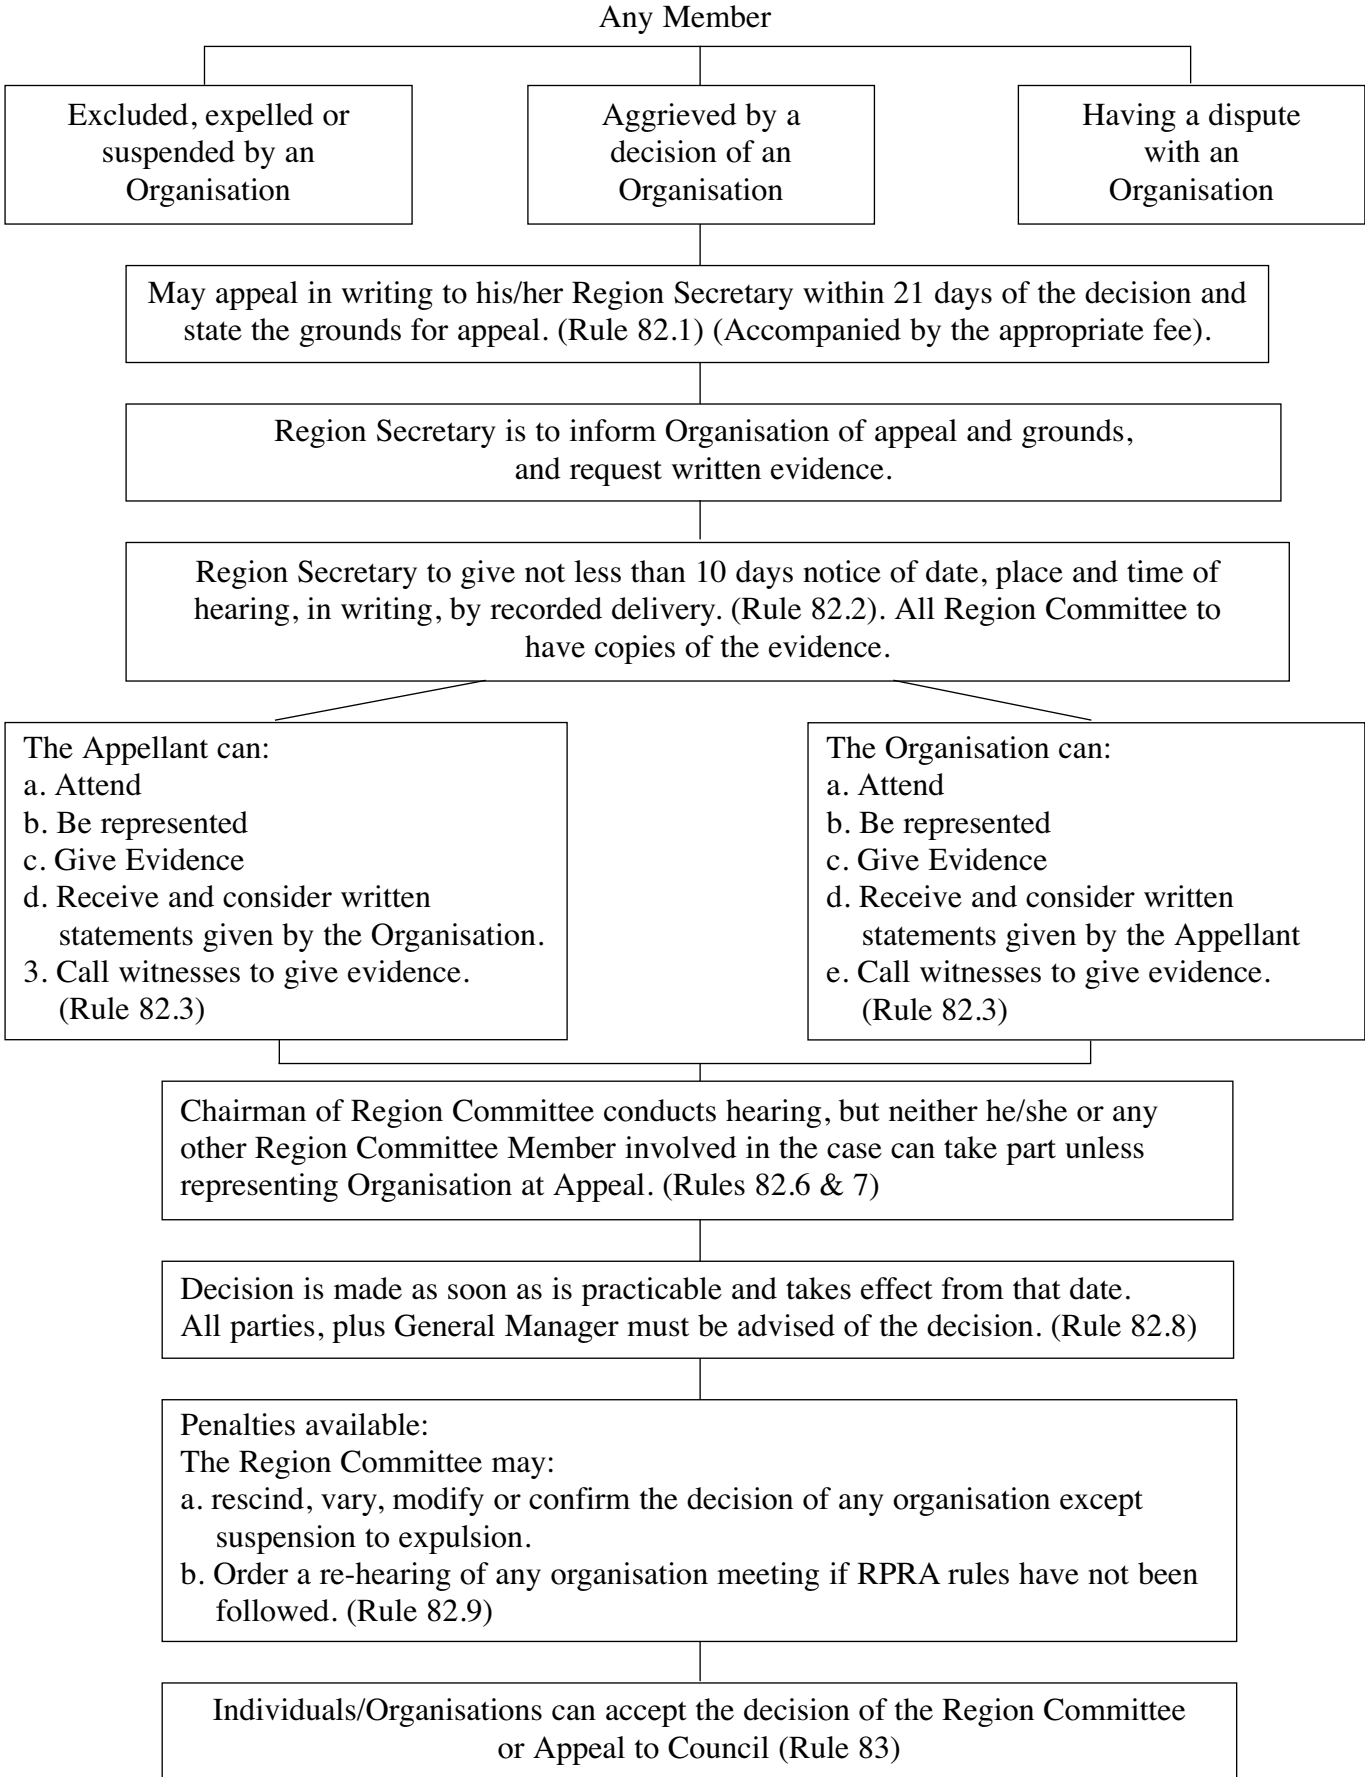 Any Member
Excluded, expelled or
suspended by an
Organisation
Aggrieved by a
decision of an
Organisation
Having a dispute
with an
Organisation
May appeal in writing to his/her Region Secretary within 21 days of the decision and
state the grounds for appeal. (Rule 82.1) (Accompanied by the appropriate fee).
Region Secretary is to inform Organisation of appeal and grounds,
and request written evidence.
Region Secretary to give not less than 10 days notice of date, place and time of
hearing, in writing, by recorded delivery. (Rule 82.2). All Region Committee to
have copies of the evidence.
The Appellant can:
a. Attend
b. Be represented
c. Give Evidence
d. Receive and consider written
statements given by the Organisation.
3. Call witnesses to give evidence.
(Rule 82.3)
The Organisation can:
a. Attend
b. Be represented
c. Give Evidence
d. Receive and consider written
statements given by the Appellant
e. Call witnesses to give evidence.
(Rule 82.3)
Chairman of Region Committee conducts hearing, but neither he/she or any
other Region Committee Member involved in the case can take part unless
representing Organisation at Appeal. (Rules 82.6 & 7)
Decision is made as soon as is practicable and takes effect from that date.
All parties, plus General Manager must be advised of the decision. (Rule 82.8)
Penalties available:
The Region Committee may:
a. rescind, vary, modify or confirm the decision of any organisation except
suspension to expulsion.
b. Order a re-hearing of any organisation meeting if RPRA rules have not been
followed. (Rule 82.9)
Individuals/Organisations can accept the decision of the Region Committee
or Appeal to Council (Rule 83)